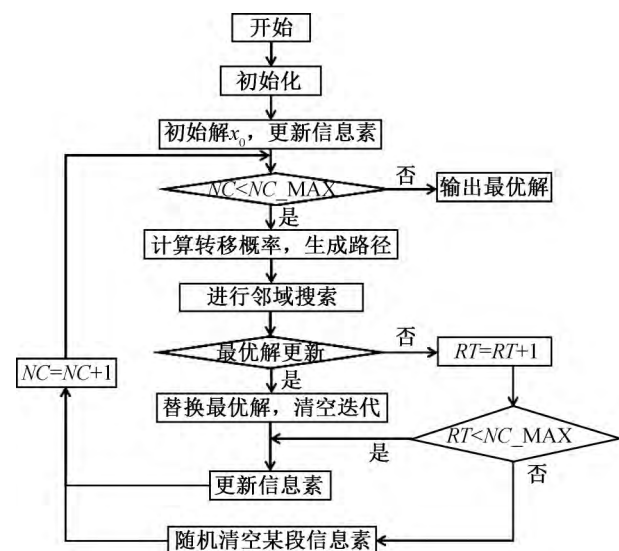 开始
初始化
初始解x₀，更新信息素
NC<NC_MAX
否
输出最优解
是
计算转移概率，生成路径
进行邻域搜索
最优解更新
否
RT=RT+1
NC=NC+1
是
替换最优解，清空迭代
RT<NC_MAX
是
否
更新信息素
随机清空某段信息素